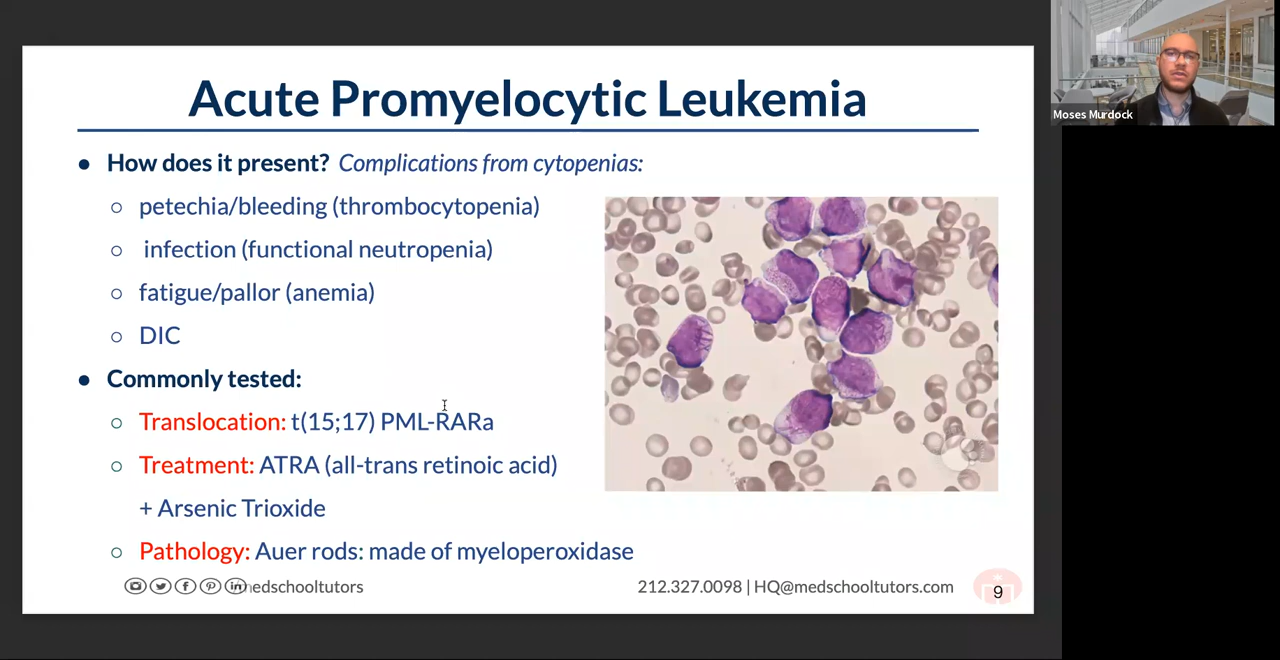 Acute Promyelocytic Leukemia
● How does it present? Complications from cytopenias:
○ petechia/bleeding (thrombocytopenia)
○ infection (functional neutropenia)
○ fatigue/pallor (anemia)
○ DIC
● Commonly tested:
○ Translocation: t(15;17) PML-RARa
○ Treatment: ATRA (all-trans retinoic acid)
+ Arsenic Trioxide
○ Pathology: Auer rods: made of myeloperoxidase
medschooltutors
212.327.0098 | HQ@medschooltutors.com
9
Moses Murdock